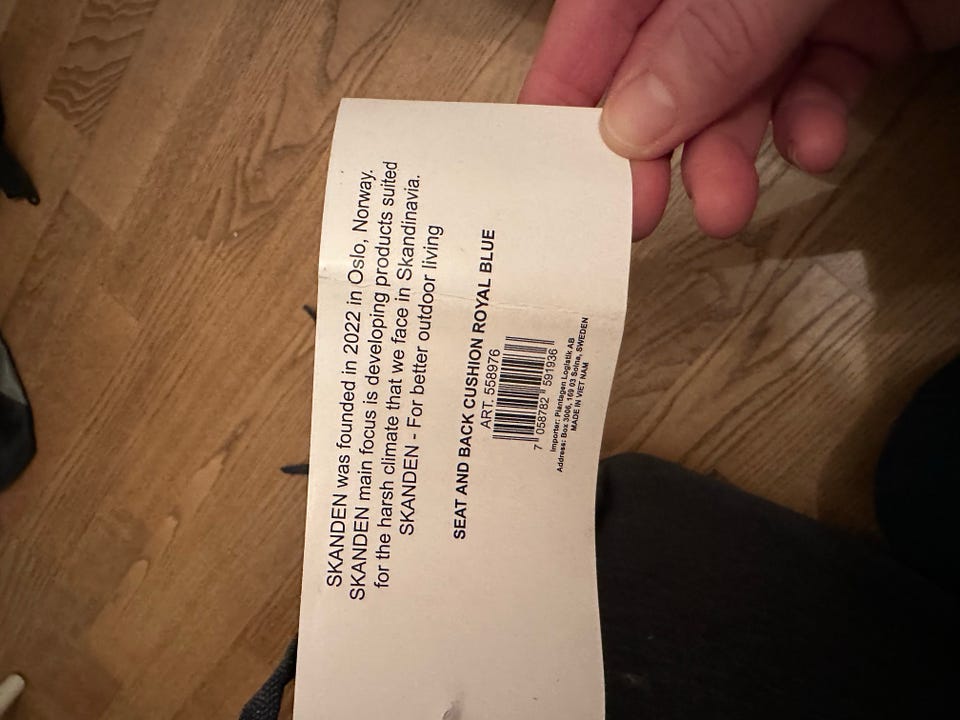 SKANDEN was founded in 2022 in Oslo, Norway.
SKANDEN main focus is developing products suited
for the harsh climate that we face in Skandinavia.
SKANDEN - For better outdoor living
SEAT AND BACK CUSHION ROYAL BLUE
ART. 558976
7 058782 591936
Importer: Plantagen Logistik AB
Address: Box 3006, 169 03 Solna, SWEDEN
MADE IN VIET NAM